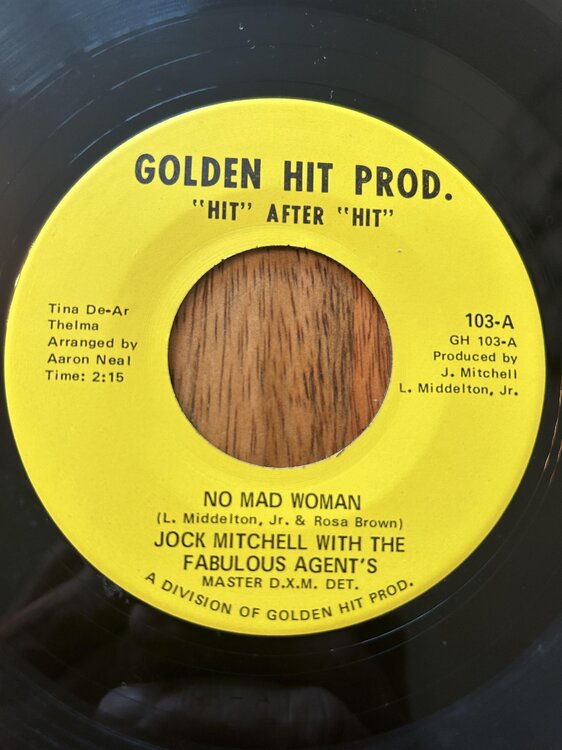 GOLDEN HIT PROD.
"HIT" AFTER "HIT"
Tina De-Ar
Thelma
Arranged by
Aaron Neal
Time: 2:15
103-A
GH 103-A
Produced by
J. Mitchell
L. Middelton, Jr.
NO MAD WOMAN
(L. Middelton, Jr. & Rosa Brown)
JOCK MITCHELL WITH THE
FABULOUS AGENT'S
MASTER D.X.M. DET.
A DIVISION OF GOLDEN HIT PROD.